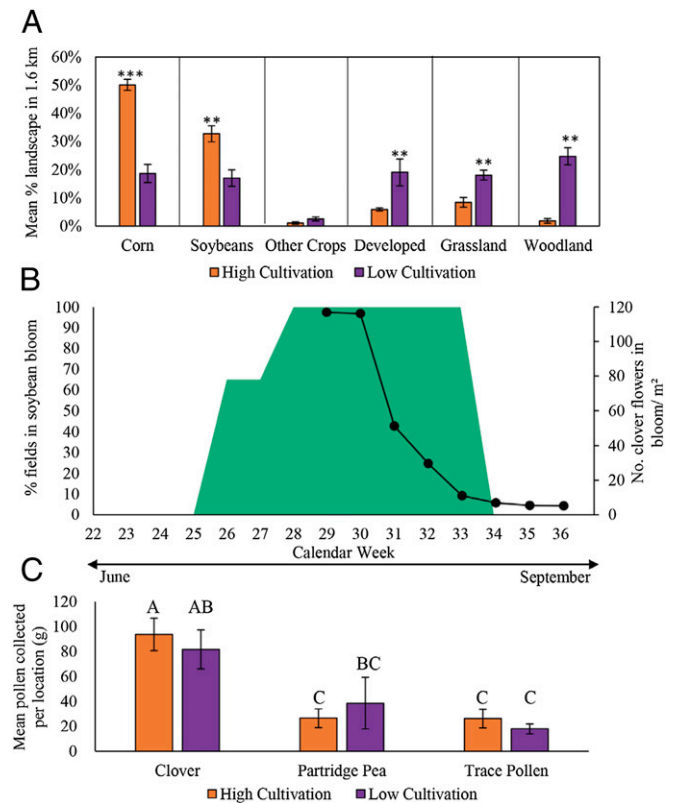 A
Mean % landscape in 1.6 km
60%
50%
40%
30%
20%
10%
0%
***
**
**
**
**
Corn Soybeans Other Crops Developed Grassland Woodland
High Cultivation Low Cultivation
B
% fields in soybean bloom
100
90
80
70
60
50
40
30
20
10
0
120
100
80
60
40
20
0
No. clover flowers in
bloom/ m²
22 23 24 25 26 27 28 29 30 31 32 33 34 35 36
Calendar Week
June September
C
Mean pollen collected
per location (g)
120
100
80
60
40
20
0
A AB
C BC
C C
Clover Partridge Pea Trace Pollen
High Cultivation Low Cultivation